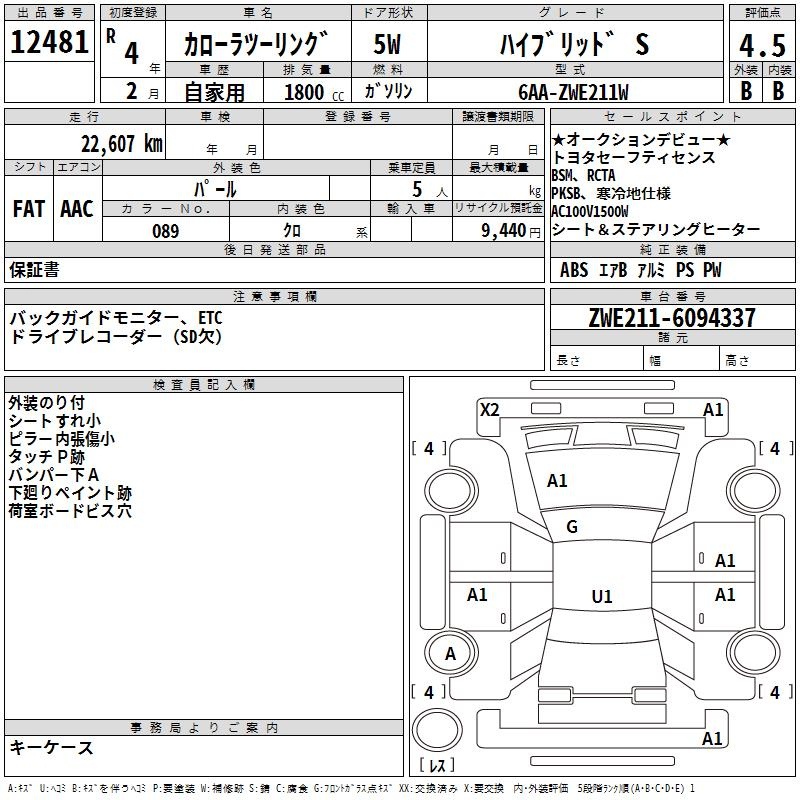 出品番号 初度登録 車名 ドア形状 グレード 評価点
12481 R 4年 ｶﾛｰﾗﾂｰﾘﾝｸﾞ 5W ﾊｲﾌﾞﾘｯﾄﾞ S 4.5
車歴 排気量 燃料 型式 外装 内装
2月 自家用 1800 CC ｶﾞｿﾘﾝ 6AA-ZWE211W B B
走行 車検 登録番号 譲渡書類期限
22,607 km 年 月 月 日
シフト エアコン 外装色 乗車定員 最大積載量
FAT AAC ﾊﾟｰﾙ 5人 kg
カラーNo. 内装色 輸入車 リサイクル預託金
089 ｸﾛ 系 9,440円
後日発送部品
保証書
セールスポイント
★オークションデビュー★
トヨタセーフティセンス
BSM、RCTA
PKSB、寒冷地仕様
AC100V1500W
シート＆ステアリングヒーター
純正装備
ABS ｴｱB ｱﾙﾐ PS PW
注意事項欄
バックガイドモニター、ETC
ドライブレコーダー（SD欠）
車台番号
ZWE211-6094337
諸元
長さ 幅 高さ
検査員記入欄
外装のり付
シートすれ小
ピラー内張傷小
タッチＰ跡
バンパー下Ａ
下廻りペイント跡
荷室ボードビス穴
事務局よりご案内
キーケース
X2 A1
[ 4 ] [ 4 ]
A1
G
A1
A1 U1 A1
A
[ 4 ] [ 4 ]
A1
[ ﾚｽ ]
A:ｷｽﾞ U:ﾍｺﾐ B:ｷｽﾞを伴うﾍｺﾐ P:要塗装 W:補修跡 S:錆 C:腐食 G:ﾌﾛﾝﾄｶﾞﾗｽ点ｷｽﾞ XX:交換済み X:要交換 内･外装評価 5段階ﾗﾝｸ順(A･B･C･D･E) 1